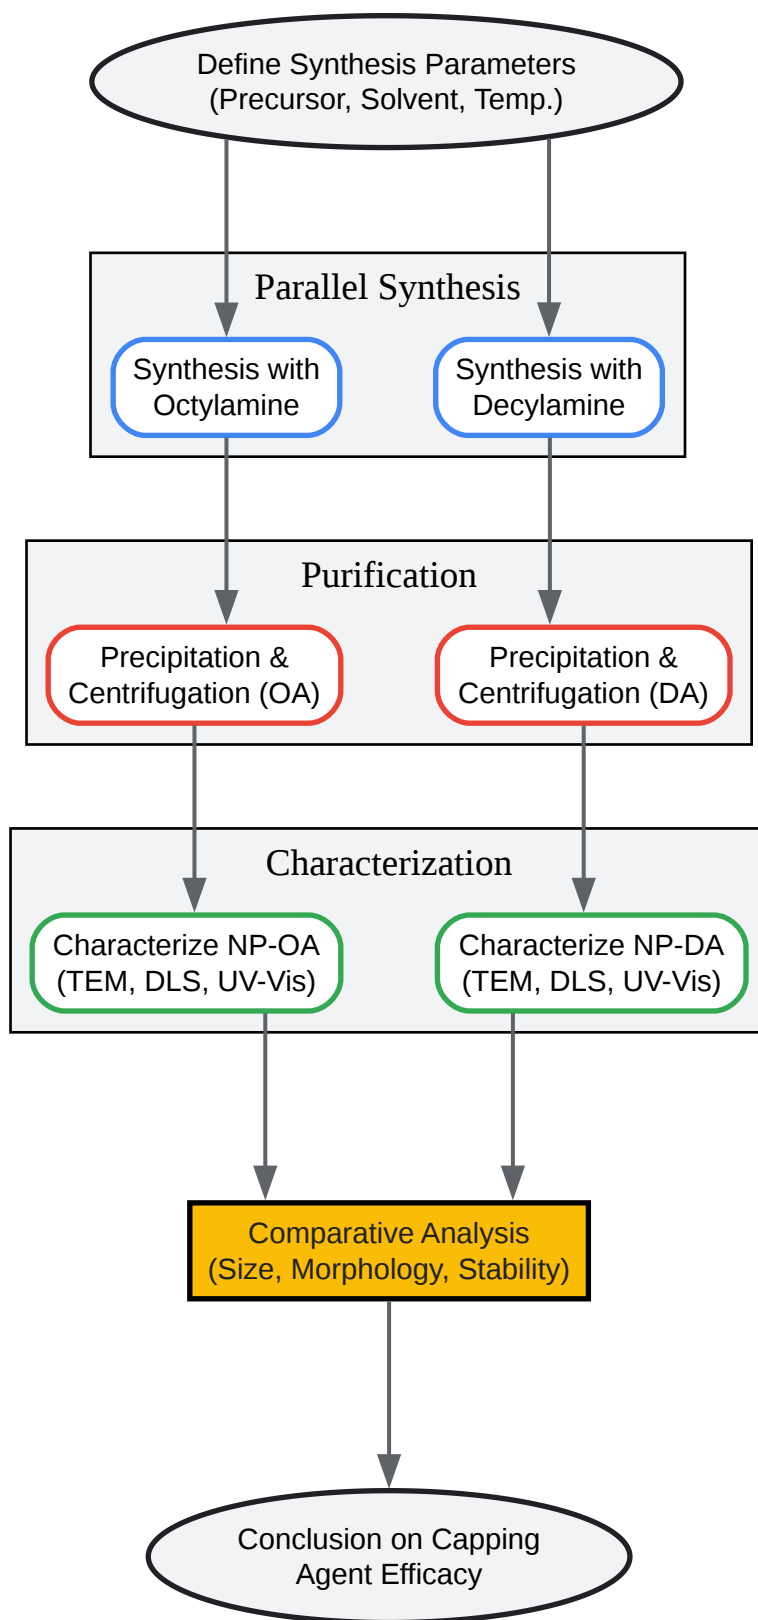 Define Synthesis Parameters
(Precursor, Solvent, Temp.)
Parallel Synthesis
Synthesis with
Octylamine
Synthesis with
Decylamine
Purification
Precipitation &
Centrifugation (OA)
Precipitation &
Centrifugation (DA)
Characterization
Characterize NP-OA
(TEM, DLS, UV-Vis)
Characterize NP-DA
(TEM, DLS, UV-Vis)
Comparative Analysis
(Size, Morphology, Stability)
Conclusion on Capping
Agent Efficacy